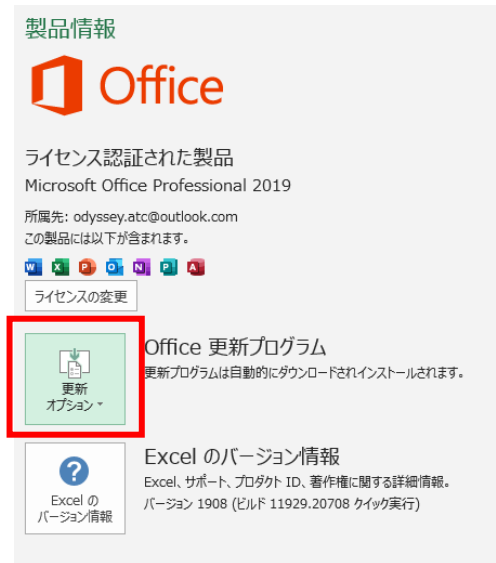 製品情報
Office
ライセンス認証された製品
Microsoft Office Professional 2019
所属先: odyssey.atc@outlook.com
この製品には以下が含まれます。
W X P O N P A
ライセンスの変更
更新
オプション
Office 更新プログラム
更新プログラムは自動的にダウンロードされインストールされます。
Excel の
バージョン情報
Excel のバージョン情報
Excel、サポート、プロダクト ID、著作権に関する詳細情報。
バージョン 1908 (ビルド 11929.20708 クイック実行)